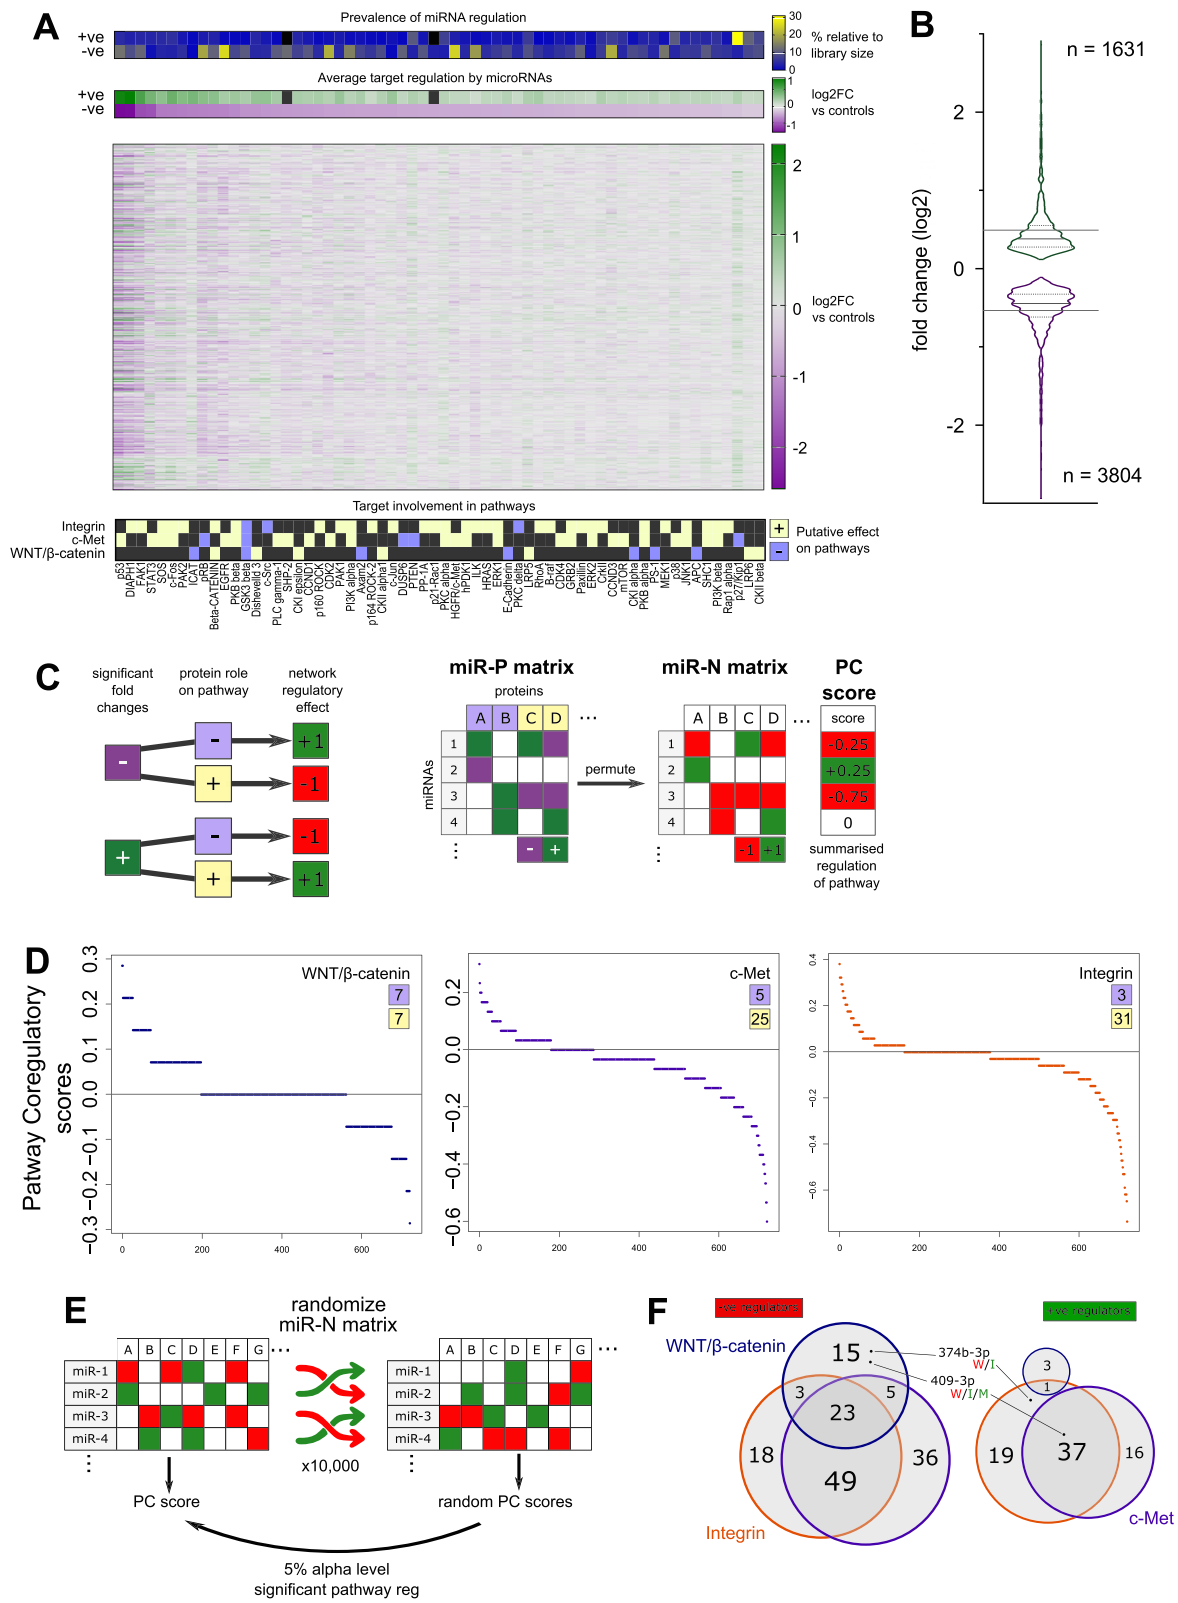 A
Prevalence of miRNA regulation
+ve
-ve
30
20
10
0
% relative to
library size
Average target regulation by microRNAs
+ve
-ve
1
0
-1
log2FC
vs controls
2
1
0
-1
-2
log2FC
vs controls
Target involvement in pathways
Integrin
c-Met
WNT/β-catenin
+
-
Putative effect
on pathways
p53
DIAPH1
FAK1
STAT3
SOS
c-Fos
PAK2
ICAT
pRB
Beta-CATENIN
EGFR
PKB beta
GSK3 beta
Dishevelld 3
c-Src
PLC gamma-1
SHP-2
CKI epsilon
CCND1
p160 ROCK
CDK2
PAK1
PI3K alpha
Axam2
p164 ROCK-2
CKII alpha1
c-Jun
DUSP6
PTEN
PP-1A
p21-Rac1
PKC alpha
HGFR/c-Met
hPDK1
ILK
HRAS
ERK1
E-Cadherin
PKC delta
LRP5
RhoA
B-raf
CDK4
GRB2
Paxillin
ERK2
CrkII
CCND3
mTOR
CKI alpha
PKB alpha
PS-1
MEK1
p38
JNK1
APC
SHC1
PI3K beta
Rap1 alpha
p27/Kip1
LRP6
CKII beta
B
n = 1631
fold change (log2)
2
0
-2
n = 3804
C
significant
fold
changes
protein role
on pathway
network
regulatory
effect
-
-
+1
+
-1
+
-
-1
+
+1
miR-P matrix
proteins
A B C D ...
miRNAs
1
2
3
4
...
- +
permute
miR-N matrix
A B C D ...
1
2
3
4
...
-1 +1
PC
score
score
-0.25
+0.25
-0.75
0
summarised
regulation
of pathway
D
Patway Coregulatory
scores
WNT/β-catenin
7
7
0.3
0.2
0.1
0.0
−0.1
−0.2
−0.3
0 200 400 600
c-Met
5
25
0.2
0.0
−0.2
−0.4
−0.6
0 200 400 600
Integrin
3
31
0.4
0.2
0.0
−0.2
−0.4
−0.6
0 200 400 600
E
randomize
miR-N matrix
A B C D E F G ...
miR-1
miR-2
miR-3
miR-4
...
x10,000
A B C D E F G ...
miR-1
miR-2
miR-3
miR-4
...
PC score
random PC scores
5% alpha level
significant pathway reg
F
-ve regulators
+ve regulators
WNT/β-catenin
15
3
5
23
18
36
49
Integrin
374b-3p
W/I
409-3p
W/I/M
3
1
19
37
16
c-Met